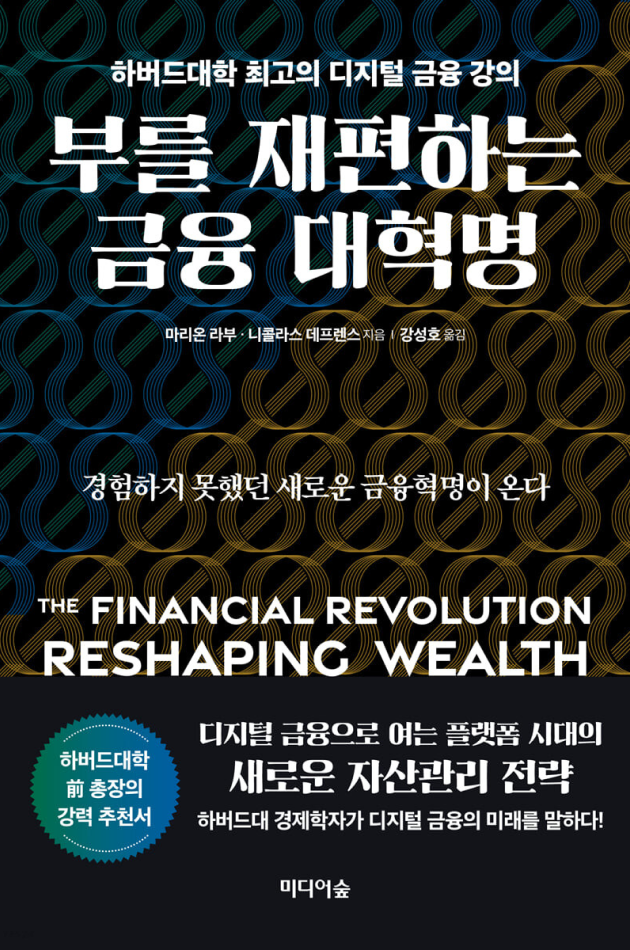 하버드대학 최고의 디지털 금융 강의
부를 재편하는
금융 대혁명
마리온 라부 · 니콜라스 데프렌스 지음 | 강성호 옮김
경험하지 못했던 새로운 금융혁명이 온다
THE FINANCIAL REVOLUTION
RESHAPING WEALTH
하버드대학
前 총장의
강력 추천서
디지털 금융으로 여는 플랫폼 시대의
새로운 자산관리 전략
하버드대 경제학자가 디지털 금융의 미래를 말하다!
미디어숲